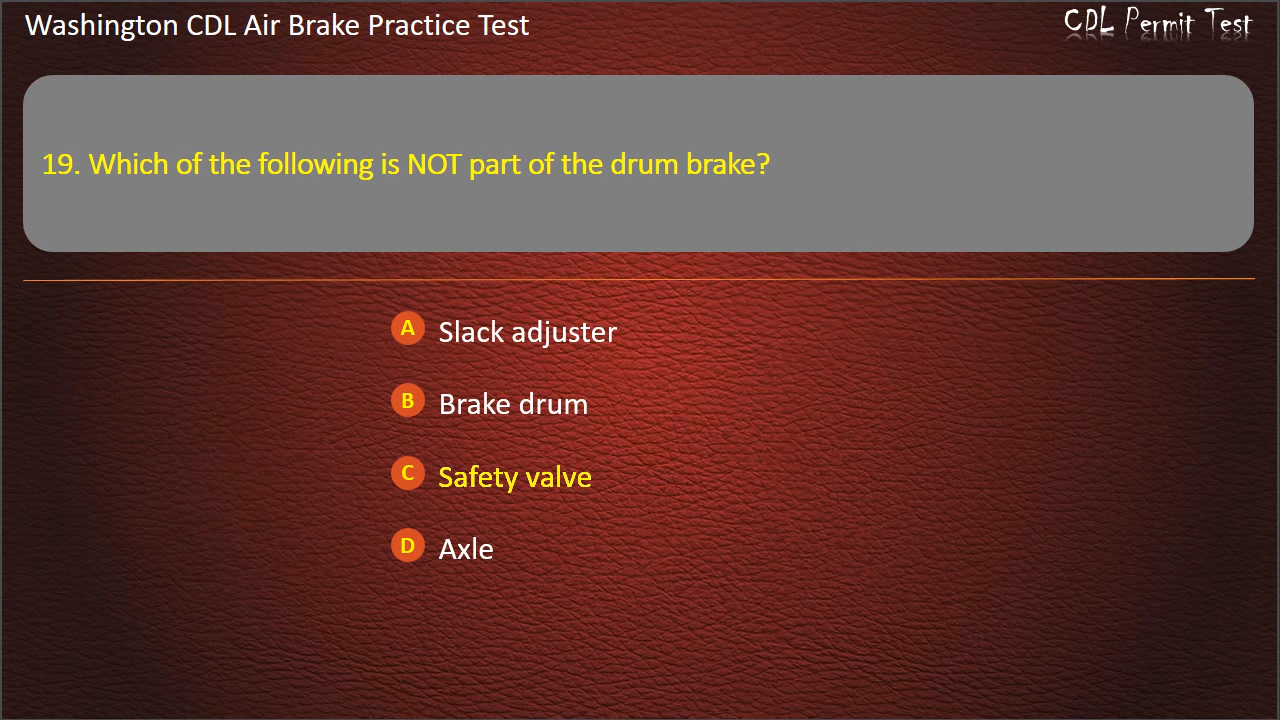 Washington CDL Air Brake Practice Test
CDL Permit Test
19. Which of the following is NOT part of the drum brake?
A Slack adjuster
B Brake drum
C Safety valve
D Axle